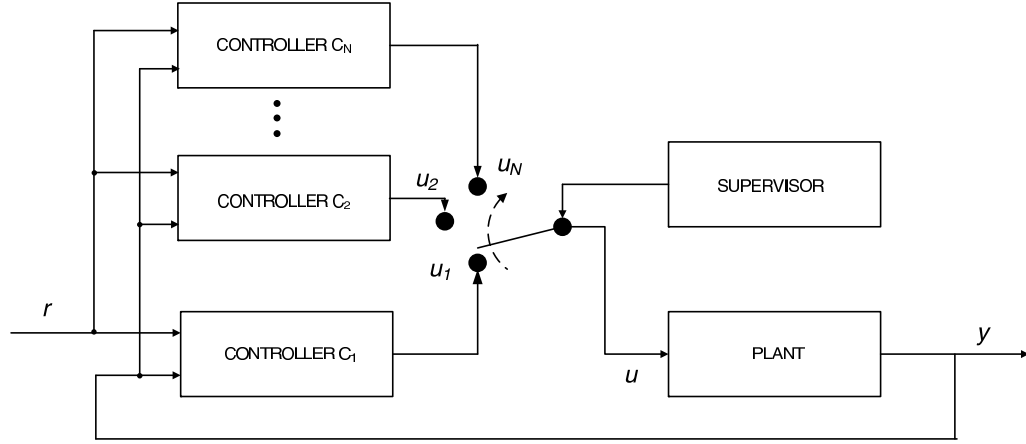 CONTROLLER C_N
u_N
u_2
CONTROLLER C_2
SUPERVISOR
u_1
r
CONTROLLER C_1
PLANT
y
u